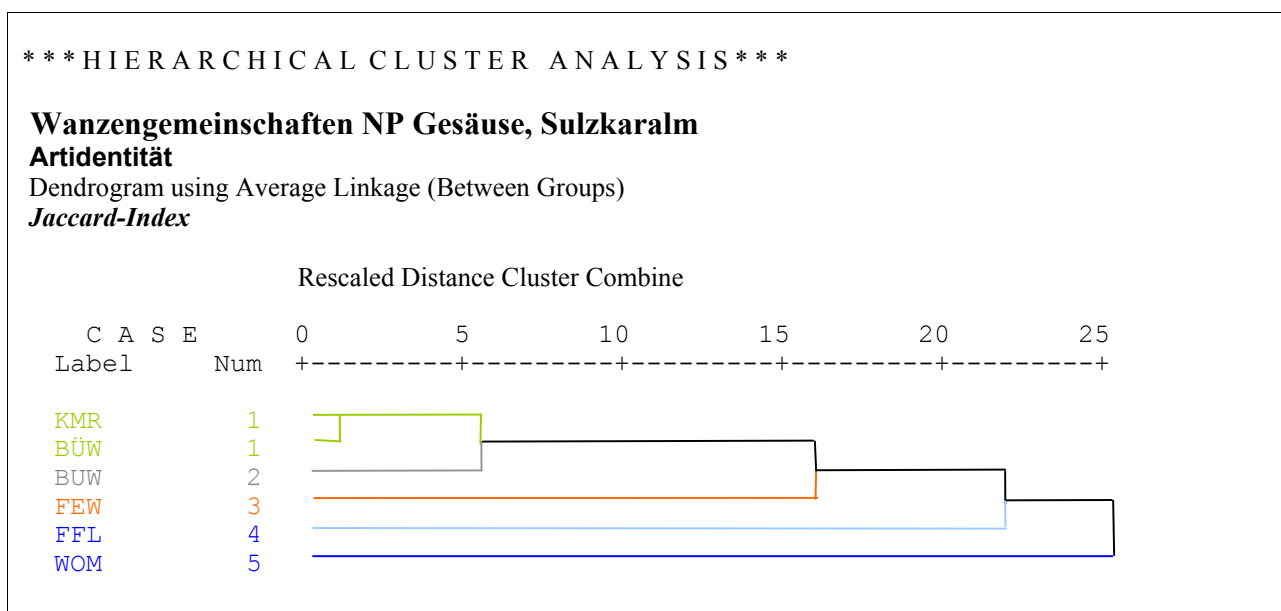 * * * H I E R A R C H I C A L C L U S T E R A N A L Y S I S * * *
Wanzengemeinschaften NP Gesäuse, Sulzkaralm
Artidentität
Dendrogram using Average Linkage (Between Groups)
Jaccard-Index
Rescaled Distance Cluster Combine
C A S E 0 5 10 15 20 25
Label Num +---------+---------+---------+---------+---------+
KMR 1
BÜW 1
BUW 2
FEW 3
FFL 4
WOM 5